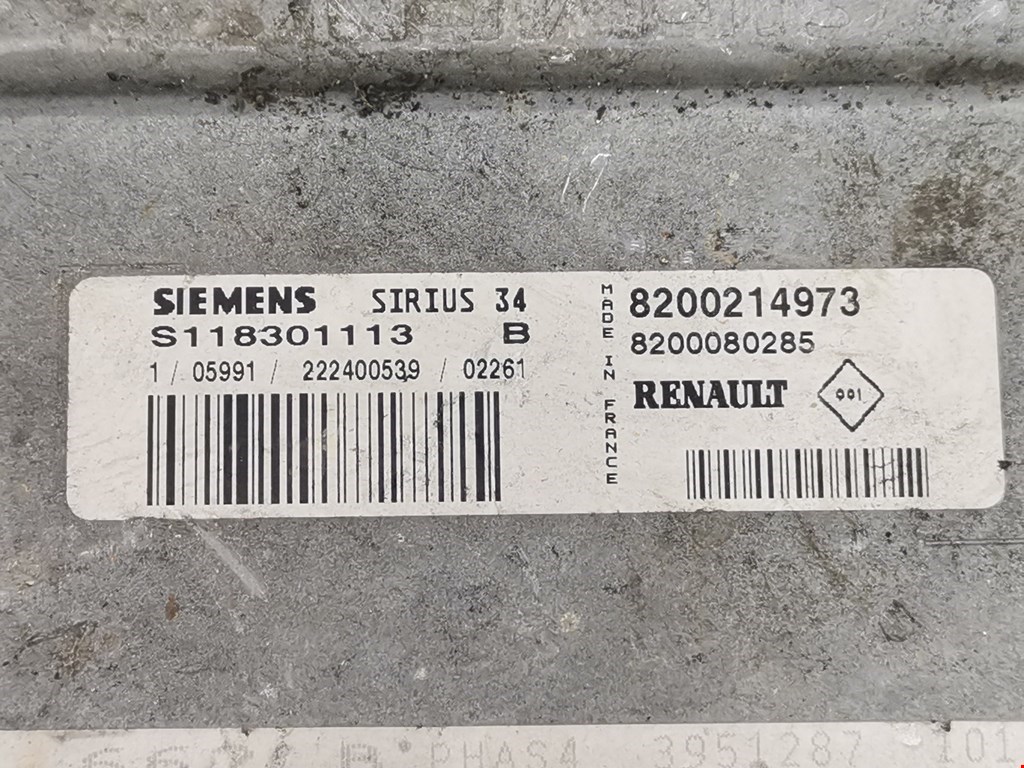 SIEMENS SIRIUS 34
S118301113 B
1 / 05991 / 222400539 / 02261
MADE IN FRANCE
8200214973
8200080285
RENAULT 001
PHAS4 3951287 101